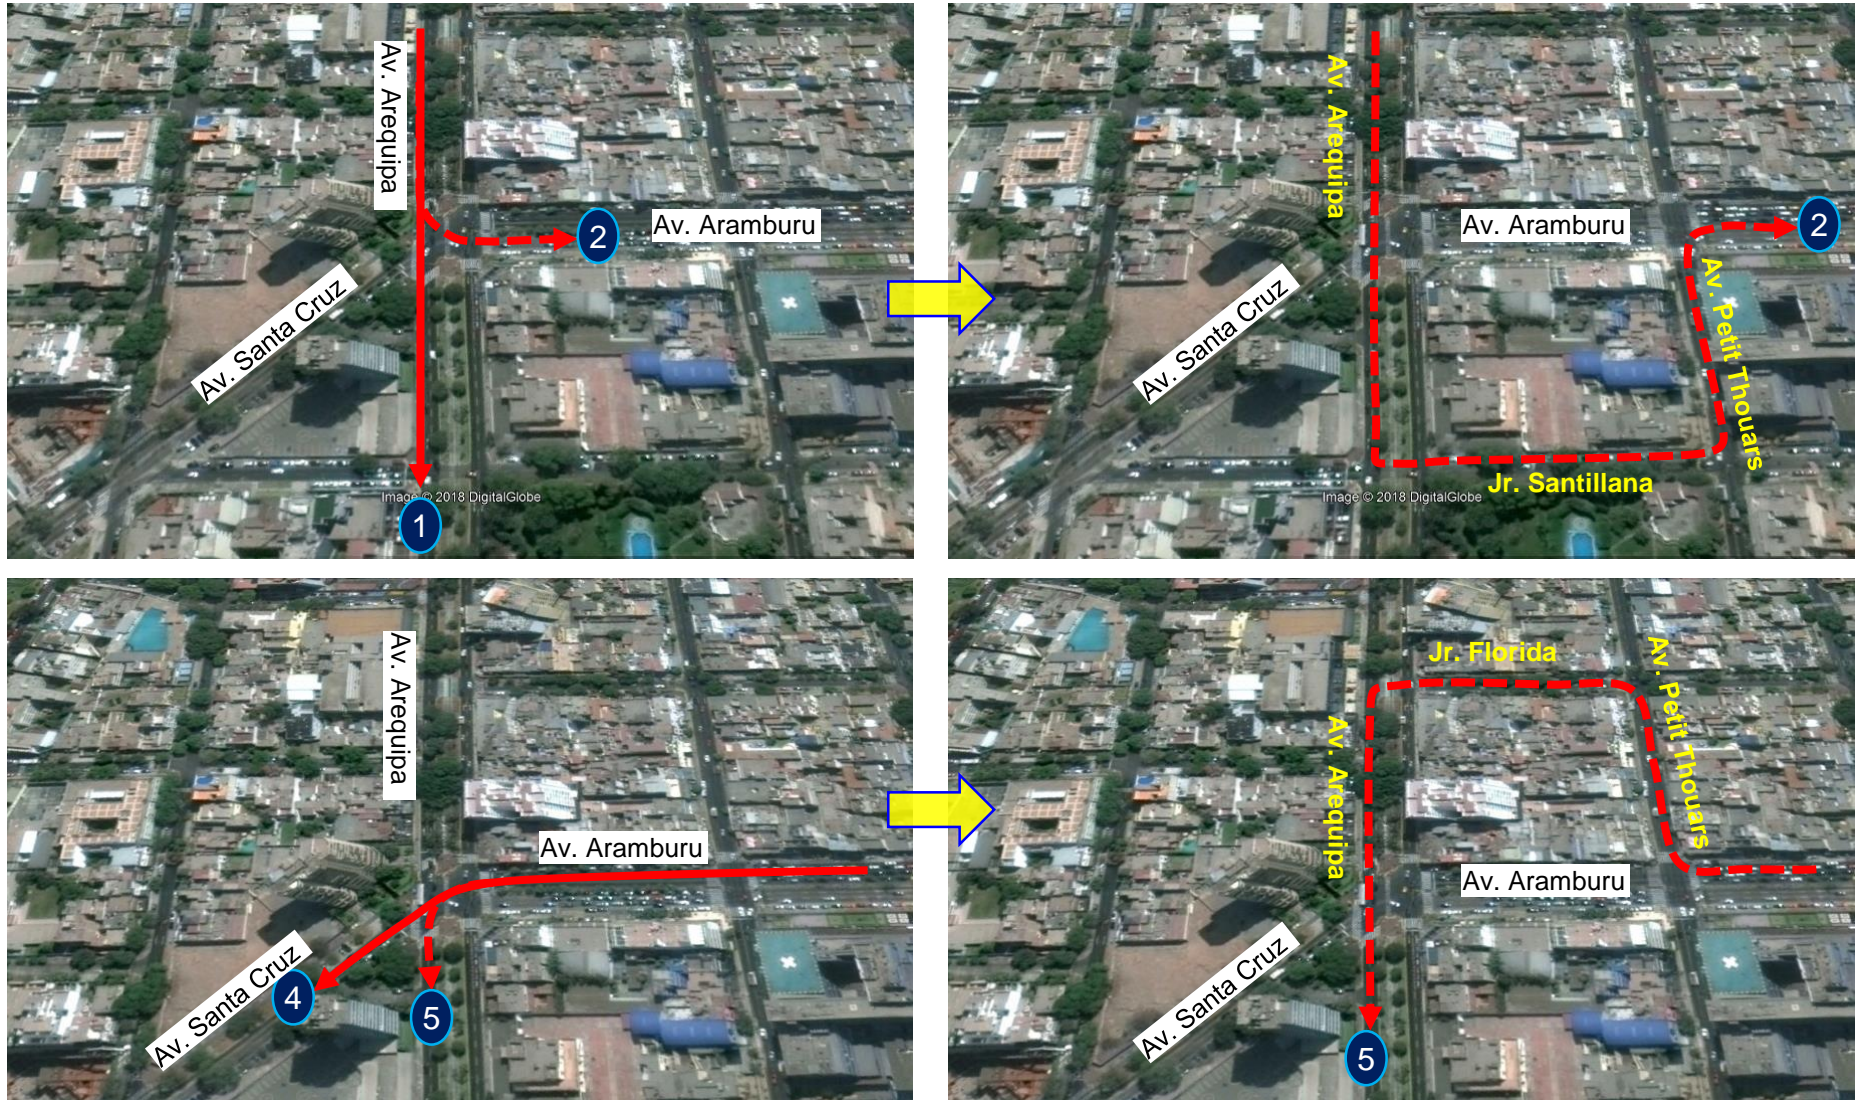 Av. Arequipa
Av. Aramburu
2
Av. Santa Cruz
Image © 2018 DigitalGlobe
1
Av. Arequipa
Av. Aramburu
2
Av. Santa Cruz
Av. Petit Thouars
Jr. Santillana
Image © 2018 DigitalGlobe
Av. Arequipa
Av. Aramburu
Av. Santa Cruz
4
5
Jr. Florida
Av. Petit Thouars
Av. Arequipa
Av. Aramburu
Av. Santa Cruz
5